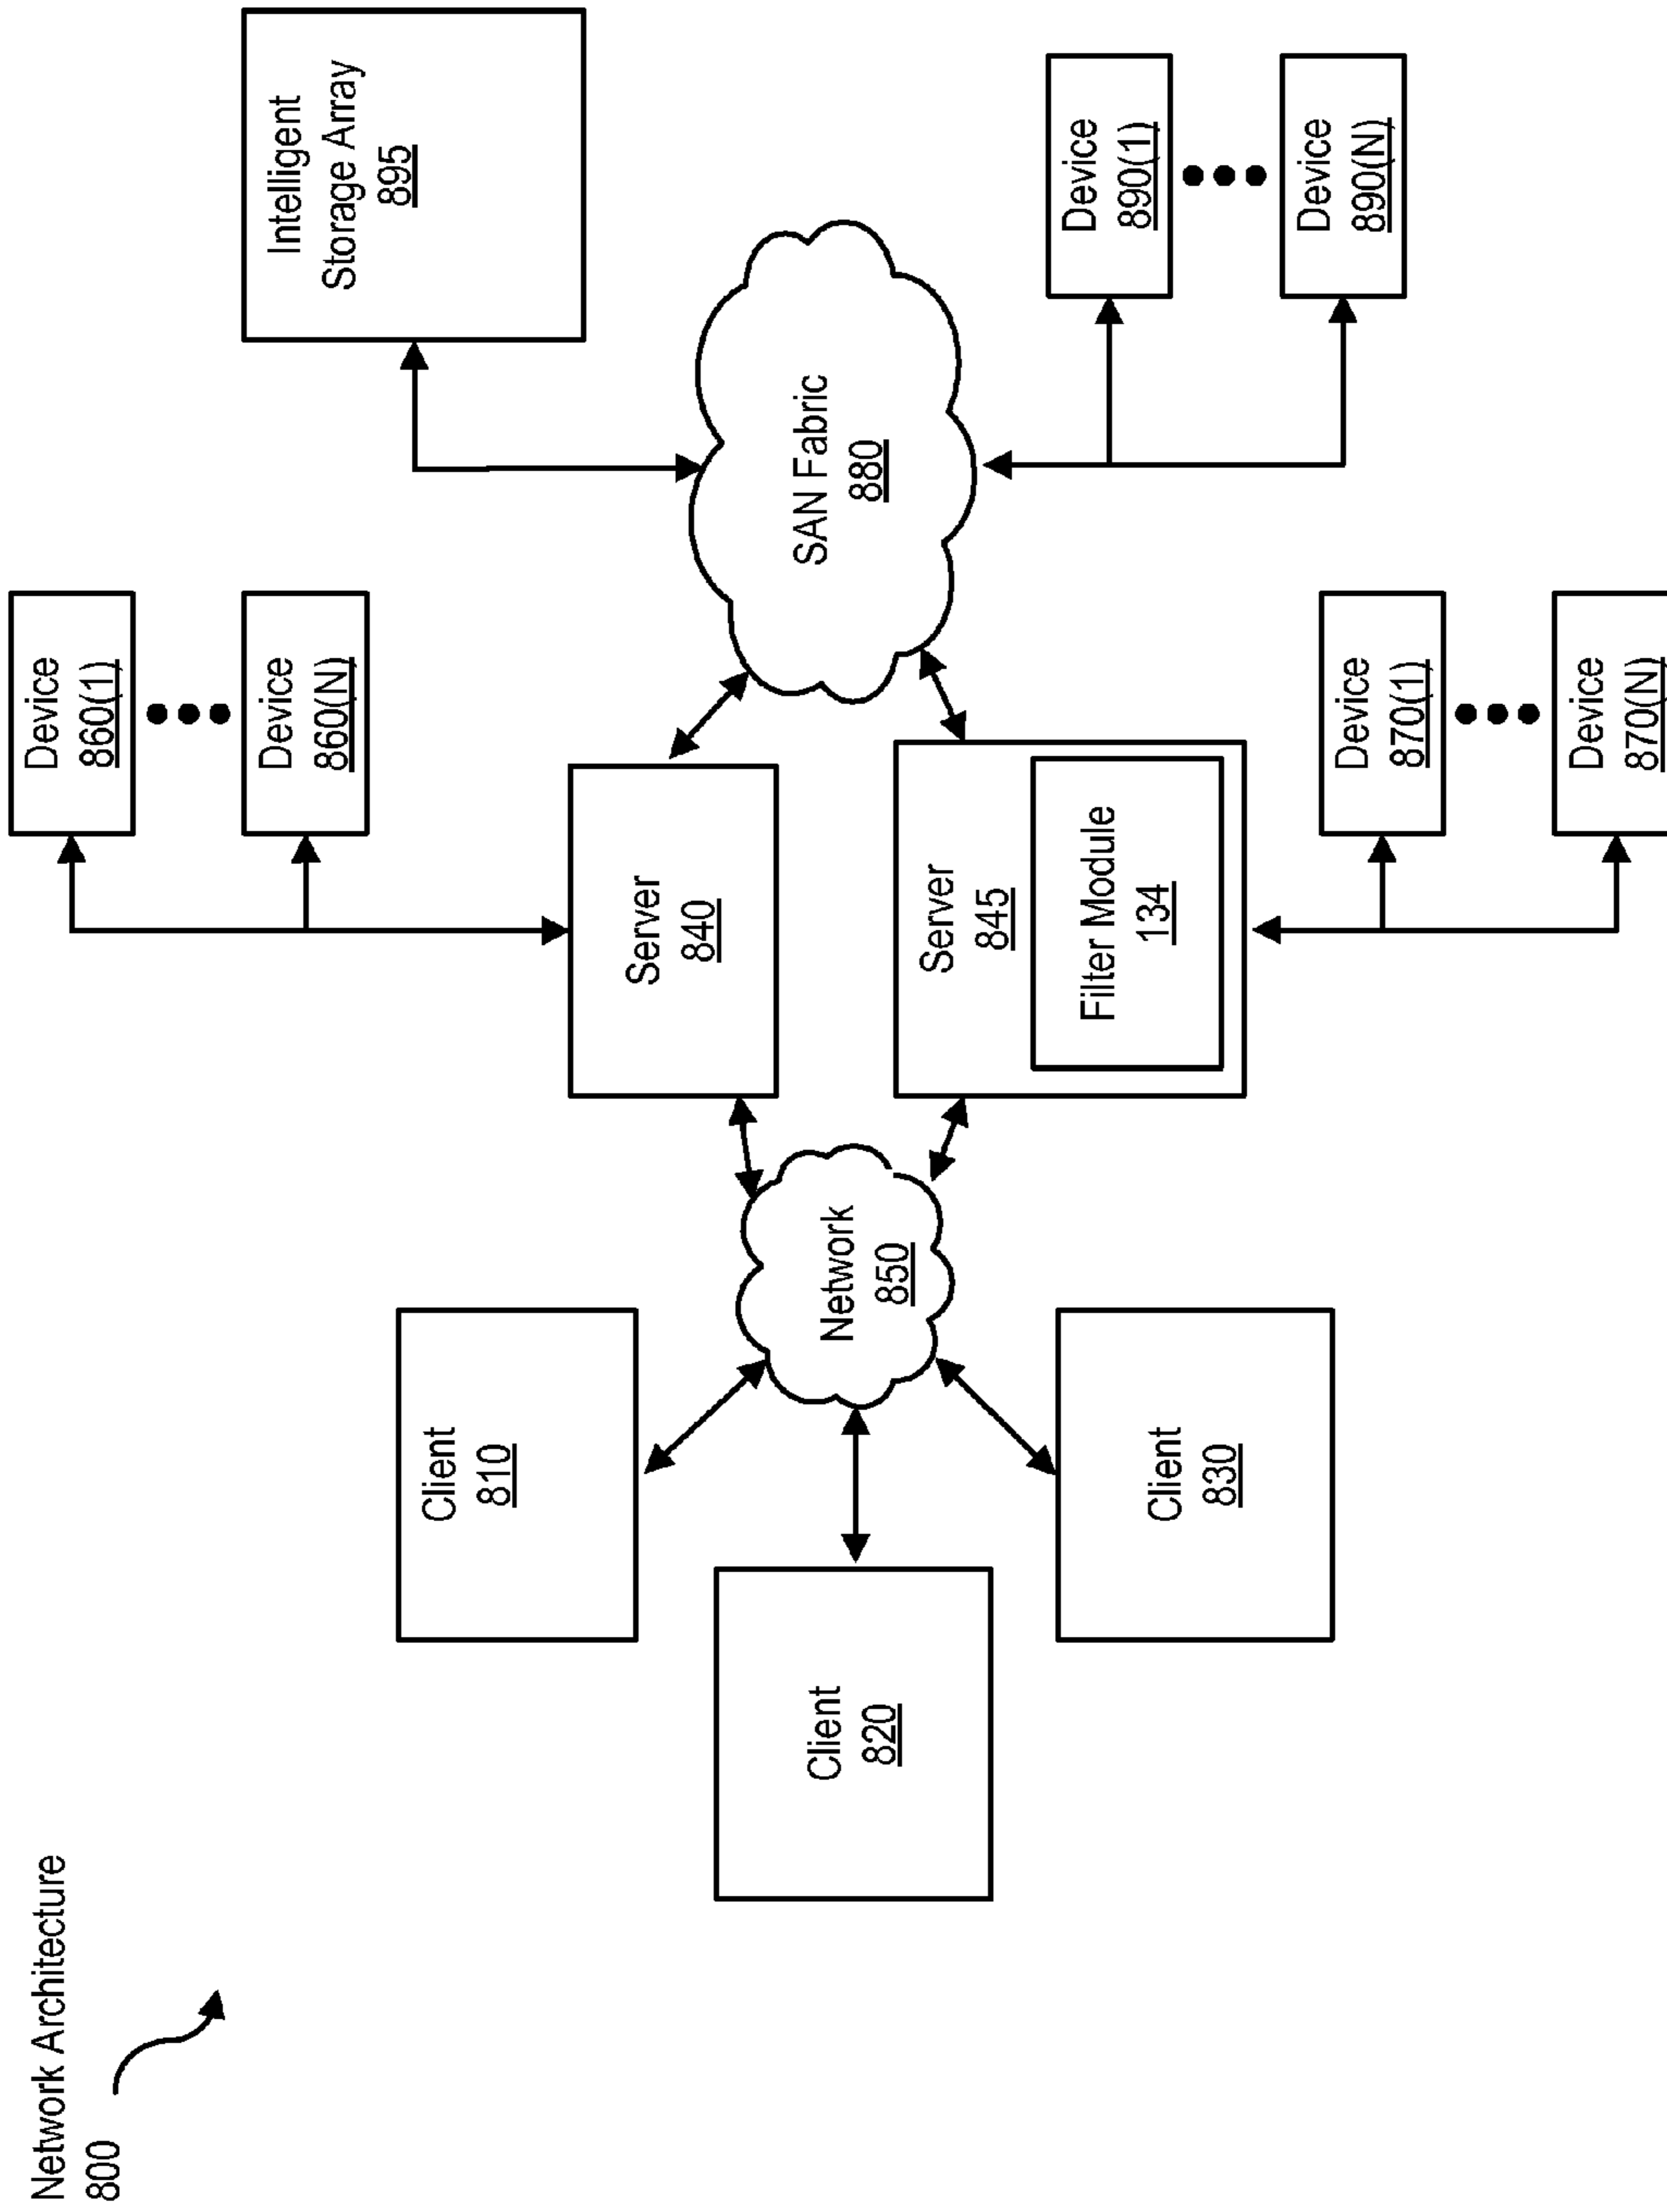 Network Architecture
800
Client
810
Client
820
Client
830
Network
850
Server
840
Server
845
Filter Module
134
Device
860(1)
Device
860(N)
Device
870(1)
Device
870(N)
SAN Fabric
880
Intelligent
Storage Array
895
Device
890(1)
Device
890(N)